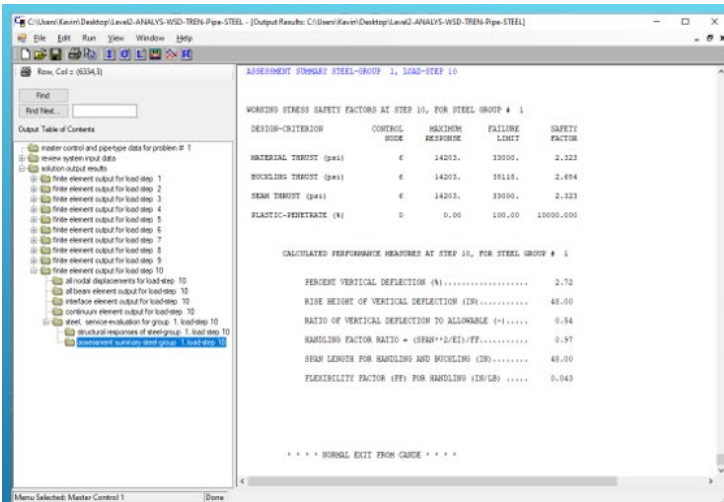 C:\Users\Kevin\Desktop\Level2-ANALYS-WSD-TREN-Pipe-STEEL - [Output Results: C:\Users\Kevin\Desktop\Level2-ANALYS-WSD-TREN-Pipe-STEEL]
File Edit Run View Window Help
Row, Col = (6334,1)
Find
Find Next...
Output Table of Contents
master control and pipe-type data for problem # 1
review system input data
solution output results
finite element output for load-step 1
finite element output for load-step 2
finite element output for load-step 3
finite element output for load-step 4
finite element output for load-step 5
finite element output for load-step 6
finite element output for load-step 7
finite element output for load-step 8
finite element output for load-step 9
finite element output for load-step 10
all nodal displacements for load-step 10
all beam element output for load-step 10
interface element output for load-step 10
continuum element output for load-step 10
steel, service-evaluation for group 1, load-step 10
structural responses of steel-group 1, load-step 10
assessment summary steel-group 1, load-step 10
ASSESSMENT SUMMARY STEEL-GROUP 1, LOAD-STEP 10
WORKING STRESS SAFETY FACTORS AT STEP 10, FOR STEEL GROUP # 1
DESIGN-CRITERION CONTROL MAXIMUM FAILURE SAFETY
NODE RESPONSE LIMIT FACTOR
MATERIAL THRUST (psi) 6 14203. 33000. 2.323
BUCKLING THRUST (psi) 6 14203. 38118. 2.684
SEAM THRUST (psi) 6 14203. 33000. 2.323
PLASTIC-PENETRATE (%) 0 0.00 100.00 10000.000
CALCULATED PERFORMANCE MEASURES AT STEP 10, FOR STEEL GROUP # 1
PERCENT VERTICAL DEFLECTION (%)................... 2.72
RISE HEIGHT OF VERTICAL DEFLECTION (IN)........... 48.00
RATIO OF VERTICAL DEFLECTION TO ALLOWABLE (-)..... 0.54
HANDLING FACTOR RATIO = (SPAN**2/EI)/FF........... 0.97
SPAN LENGTH FOR HANDLING AND BUCKLING (IN)........ 48.00
FLEXIBILITY FACTOR (FF) FOR HANDLING (IN/LB) ..... 0.043
* * * * NORMAL EXIT FROM CANDE * * * *
Menu Selected: Master Control 1 Done